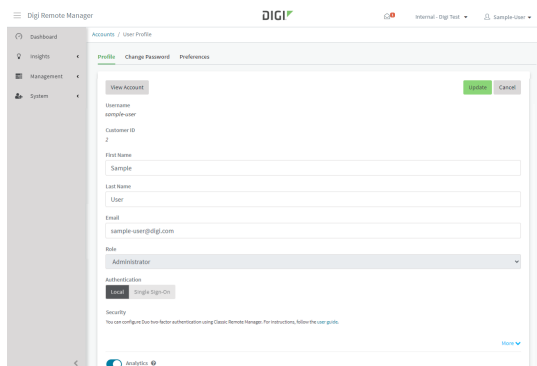 Digi Remote Manager
DIGI
Internal - Digi Test
Sample-User
Dashboard
Insights
Management
System
Accounts / User Profile
Profile Change Password Preferences
View Account
Update Cancel
Username
sample-user
Customer ID
2
First Name
Sample
Last Name
User
Email
sample-user@digi.com
Role
Administrator
Authentication
Local Single Sign-On
Security
You can configure Duo two-factor authentication using Classic Remote Manager. For instructions, follow the user guide.
More
Analytics